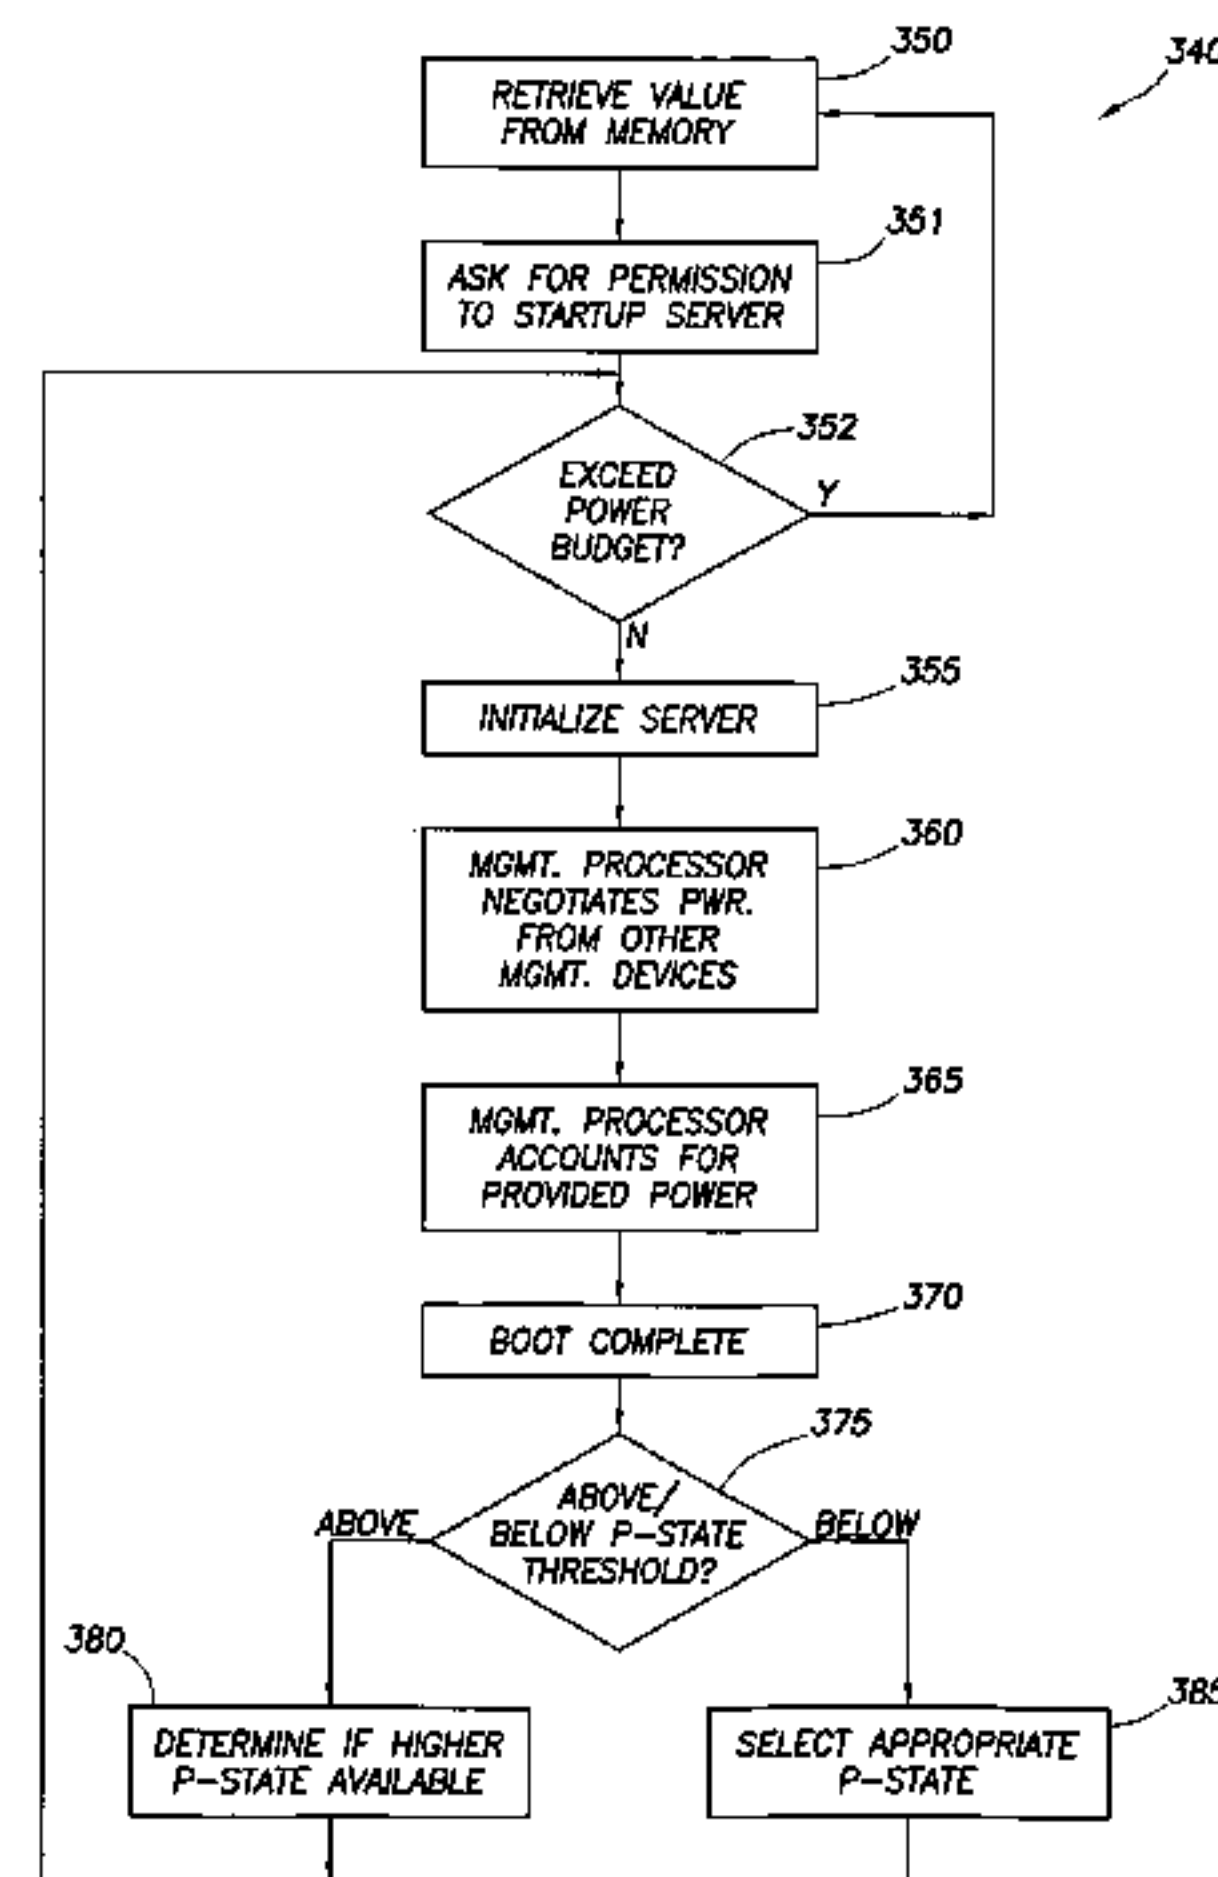 350
340
RETRIEVE VALUE
FROM MEMORY
351
ASK FOR PERMISSION
TO STARTUP SERVER
352
EXCEED
POWER
BUDGET?
Y
N
355
INITIALIZE SERVER
360
MGMT. PROCESSOR
NEGOTIATES PWR.
FROM OTHER
MGMT. DEVICES
365
MGMT. PROCESSOR
ACCOUNTS FOR
PROVIDED POWER
370
BOOT COMPLETE
375
ABOVE/
BELOW P-STATE
THRESHOLD?
ABOVE
BELOW
380
DETERMINE IF HIGHER
P-STATE AVAILABLE
385
SELECT APPROPRIATE
P-STATE